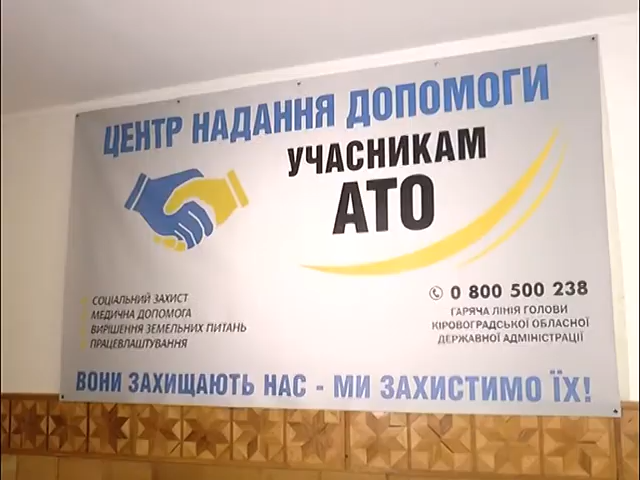 ЦЕНТР НАДАННЯ ДОПОМОГИ
УЧАСНИКАМ
АТО
СОЦІАЛЬНИЙ ЗАХИСТ
МЕДИЧНА ДОПОМОГА
ВИРІШЕННЯ ЗЕМЕЛЬНИХ ПИТАНЬ
ПРАЦЕВЛАШТУВАННЯ
0 800 500 238
ГАРЯЧА ЛІНІЯ ГОЛОВИ
КІРОВОГРАДСЬКОЇ ОБЛАСНОЇ
ДЕРЖАВНОЇ АДМІНІСТРАЦІЇ
ВОНИ ЗАХИЩАЮТЬ НАС - МИ ЗАХИСТИМО ЇХ!